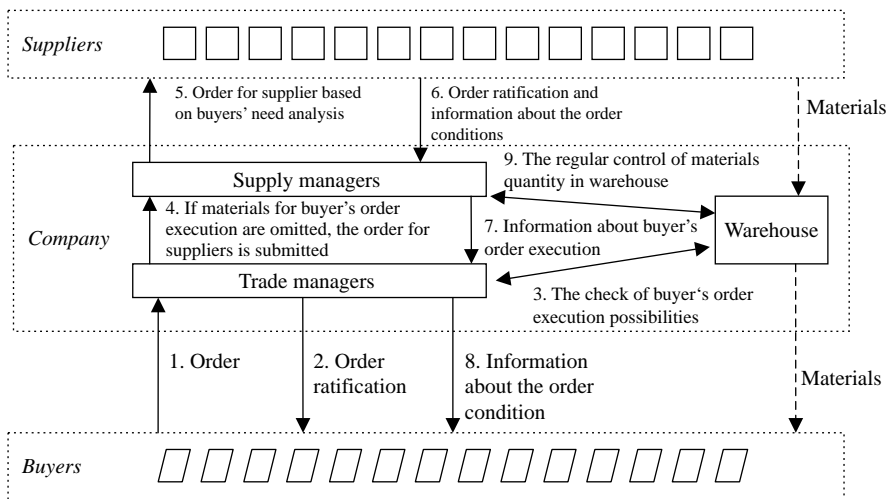 Suppliers
5. Order for supplier based
on buyers’ need analysis
6. Order ratification and
information about the order
conditions
Materials
Company
9. The regular control of materials
quantity in warehouse
Supply managers
4. If materials for buyer’s order
execution are omitted, the order for
suppliers is submitted
7. Information about buyer’s
order execution
Warehouse
Trade managers
3. The check of buyer‘s order
execution possibilities
1. Order
2. Order
ratification
8. Information
about the order
condition
Materials
Buyers